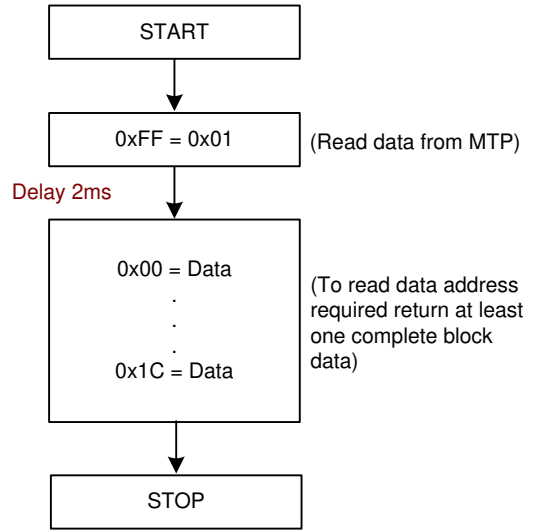 START
0xFF = 0x01
(Read data from MTP)
Delay 2ms
0x00 = Data
.
.
.
0x1C = Data
(To read data address
required return at least
one complete block
data)
STOP